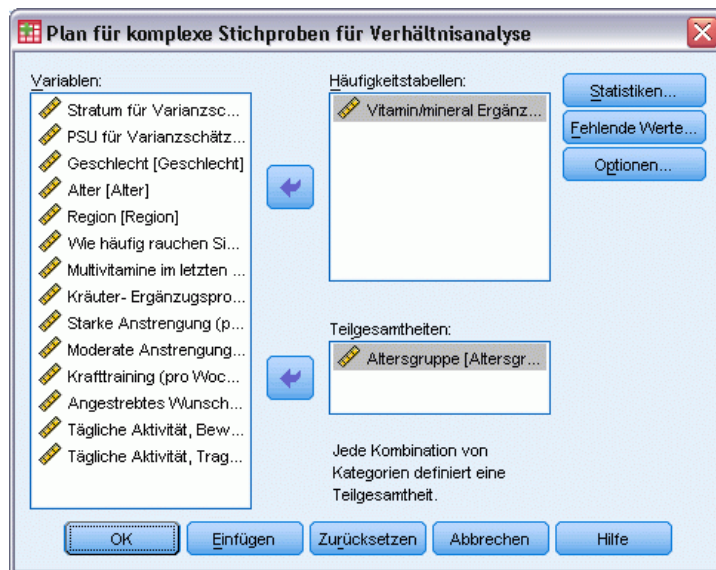 Plan für komplexe Stichproben für Verhältnisanalyse
Variablen:
Stratum für Varianzsc...
PSU für Varianzschätz...
Geschlecht [Geschlecht]
Alter [Alter]
Region [Region]
Wie häufig rauchen Si...
Multivitamine im letzten ...
Kräuter- Ergänzugspro...
Starke Anstrengung (p...
Moderate Anstrengung...
Krafttraining (pro Woc...
Angestrebtes Wunsch...
Tägliche Aktivität, Bew...
Tägliche Aktivität, Trag...
Häufigkeitstabellen:
Vitamin/mineral Ergänz...
Teilgesamtheiten:
Altersgruppe [Altersgr...
Jede Kombination von
Kategorien definiert eine
Teilgesamtheit.
Statistiken...
Fehlende Werte...
Optionen...
OK
Einfügen
Zurücksetzen
Abbrechen
Hilfe